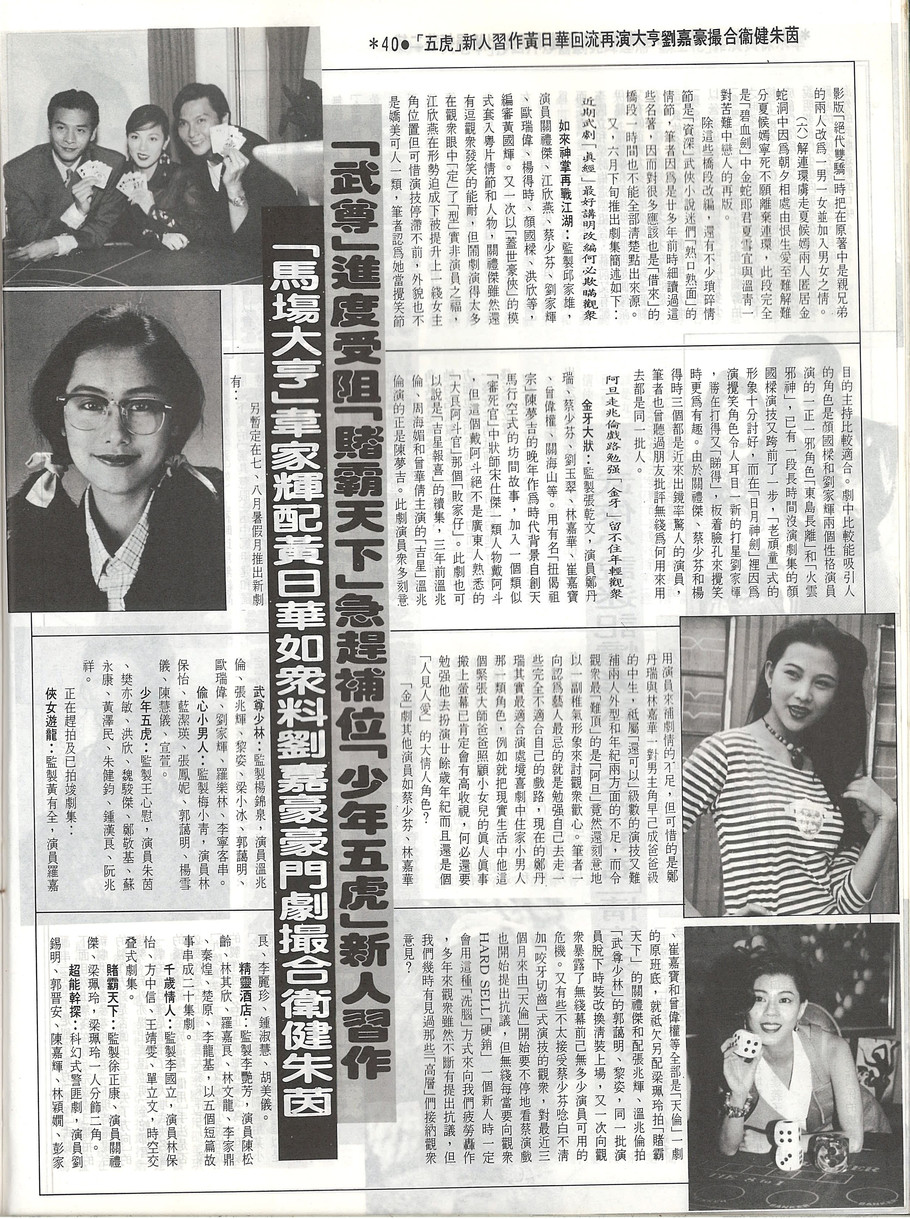 *40●「五虎」新人習作黃日華回流再演大亨劉嘉豪撮合衞健朱茵
「武尊」進度受阻「賭霸天下」急趕補位「少年五虎」新人習作
「馬場大亨」韋家輝配黃日華如衆料劉嘉豪豪門劇撮合衛健朱茵
影版「絕代雙驕」時把在原著中是親兄弟
的兩人改爲一男一女並加入男女之情。
(六)解連環虜走夏候嫣兩人匿居金
蛇洞中因爲朝夕相處由恨生愛至難解難
分夏候嫣寧死不願離棄連環,此段完全
是「碧血劍」中金蛇郎君夏雪宜與溫青一
對苦難中戀人的再版。
除這些橋段改編,還有不少瑣碎情
節是「資深」武俠小說迷們「熟口熟面」的
情節,筆者因爲是廿多年前時細讀過這
些名著,因而對很多應該也是「借來」的
橋段一時間也不能全部清楚點出來源。
又,六月下旬推出劇集簡述如下:
近期武劇「眞經」最好講明改編何必欺瞞觀衆
如來神掌再戰江湖:監製邱家雄,
演員關禮傑、江欣燕、蔡少芬、劉家輝
、歐瑞偉、楊得時、顏國樑、洪欣等,
編審黃國輝。又一次以「蓋世豪俠」的模
式套入粵片情節和人物,關禮傑雖然還
有逗觀衆發笑的能耐,但鬧劇演得太多
在觀衆眼中「定」了「型」實非演員之福,
江欣燕在形勢迫成下被提升上一綫女主
角位置但可惜演技停滯不前,外貌也不
是嬌美可人一類,筆者認爲她當攪笑節
目的主持比較適合。劇中比較能吸引人
的角色是顏國樑和劉家輝兩個性格演員
演的一正一邪角色「東島長離」和「火雲
邪神」,已有一段長時間沒演劇集的顏
國樑演技又跨前了一步,「老頑童」式的
形象十分討好,而在「日月神劍」裡因爲
演攪笑角色令人耳目一新的打星劉家輝
,勝在打得又「睇得」,板着臉孔來攪笑
時更爲有趣。由於關禮傑、蔡少芬和楊
得時三個都是近來出鏡率驚人的演員,
筆者也曾聽過朋友批評無綫爲何用來用
去都是同一批人。
阿旦走兆倫戲路勉强「金牙」留不住年輕觀衆
金牙大狀:監製張乾文,演員鄭丹
瑞、蔡少芬、劉玉翠、林嘉華、崔嘉寶
、曾偉權、關海山等。用有名「扭偈祖
宗」陳夢吉的晚年作爲時代背景自創天
馬行空式的坊間故事,加入一個類似
「審死官」中狀師宋仕傑一類人物戴阿斗
,但這個戴阿斗絕不是廣東人熟悉的
「大良阿斗官」那個「敗家仔」。此劇也可
以說是「吉星報喜」的續集,三年前溫兆
倫、周海媚和曾華倩主演的「吉星」溫兆
倫演的正是陳夢吉。此劇演員衆多刻意
用演員來補劇情的不足,但可惜的是鄭
丹瑞與林嘉華一對男主角早己成爸爸級
的中生,祗屬「還可以」級數的演技又難
補兩人外型和年紀兩方面的不足,而令
觀衆最「難頂」的是「阿旦」竟然還刻意地
以一副稚氣形象來討觀衆歡心。筆者一
向認爲藝人最忌的就是勉强自己去走一
些完全不適合自己的戲路,現在的鄭丹
瑞其實最適合演處境喜劇中住家小男人
那一類角色,例如就把現實生活中他這
個緊張大師爸爸照顧小女兒的眞人眞事
搬上螢幕已肯定會有高收視,何必還要
勉强他去扮演廿餘歲年紀而且還是個
「人見人愛」的大情人角色?
「金」劇其他演員如蔡少芬、林嘉華
、崔嘉寶和曾偉權等全部是「天倫」一劇
的原班底,就祗欠另配梁珮玲拍「賭霸
天下」的關禮傑和配張兆輝、溫兆倫拍
「武尊少林」的郭藹明、黎姿,同一批演
員脫下時裝改換淸裝上場,又一次向觀
衆暴露了無綫幕前己無多少演員可用的
危機。又有些不太接受蔡少芬唸白不淸
加「咬牙切齒」式演技的觀衆,對最近三
個月來由「天倫」開始要不停地看蔡演戲
也開始提出抗議,但無綫每當要向觀衆
HARD SELL「硬銷」一個新人時一定
會用這種「洗腦」方式來向我們疲勞轟炸
,多年來觀衆雖然不斷有提出抗議,但
我們幾時有見過那些「高層」們接納觀衆
意見?
另暫定在七、八月暑假月推出新劇
有:
武尊少林:監製楊錦泉,演員溫兆
倫、張兆輝、黎姿、梁小冰、郭藹明、
歐瑞偉、劉家輝、羅樂林、李寧客串。
偷心小男人:監製梅小青,演員林
保怡、藍潔瑛、張鳳妮、郭藹明、楊雪
儀、陳慧儀、宣萱。
少年五虎:監製王心慰,演員朱茵
、樊亦敏、洪欣、魏駿傑、鄭敬基、蘇
永康、黃澤民、朱健鈞、鍾漢良、阮兆
祥。
正在趕拍及已拍竣劇集:
俠女遊龍:監製黃有全,演員羅嘉
良、李麗珍、鍾淑慧、胡美儀。
精靈酒店:監製李艷芳,演員陳松
齡、林其欣、羅嘉良、林文龍、李家鼎
、秦煌、楚原、李龍基,以五個短篇故
事串成二十集劇。
千歲情人:監製李國立,演員林保
怡、方中信、王靖雯、單立文,時空交
叠式劇集。
賭霸天下:監製徐正康、演員關禮
傑、梁珮玲,梁珮玲一人分飾二角。
超能幹探:科幻式警匪劇,演員劉
錫明、郭晋安、陳嘉輝、林穎嫺、彭家